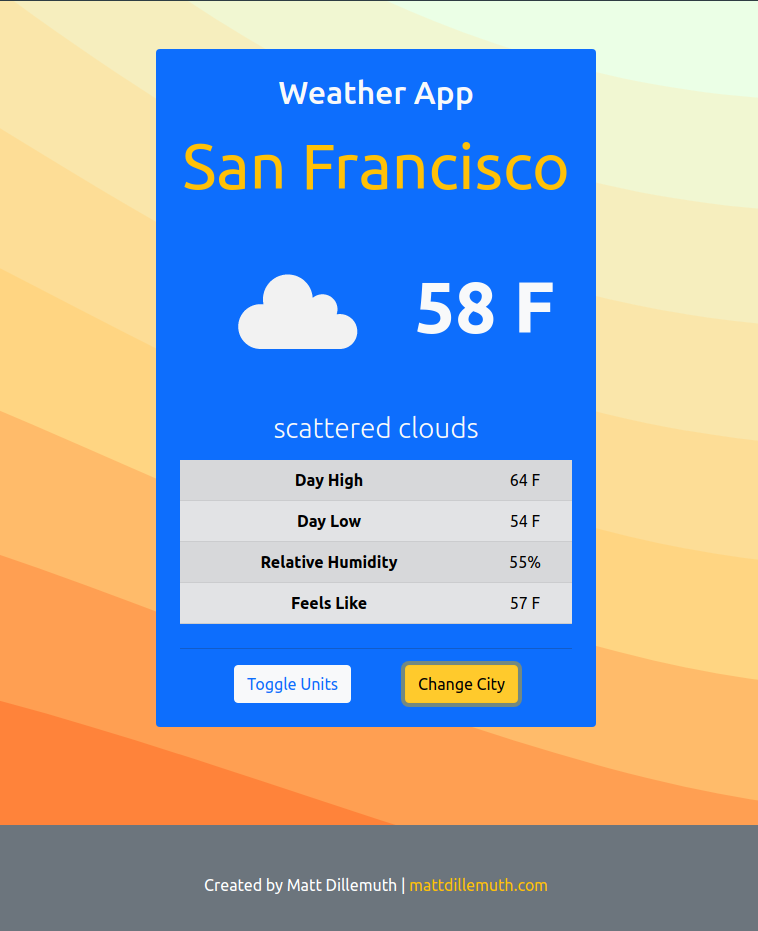 Weather App
San Francisco
58 F
scattered clouds
Day High 64 F
Day Low 54 F
Relative Humidity 55%
Feels Like 57 F
Toggle Units Change City
Created by Matt Dillemuth | mattdillemuth.com